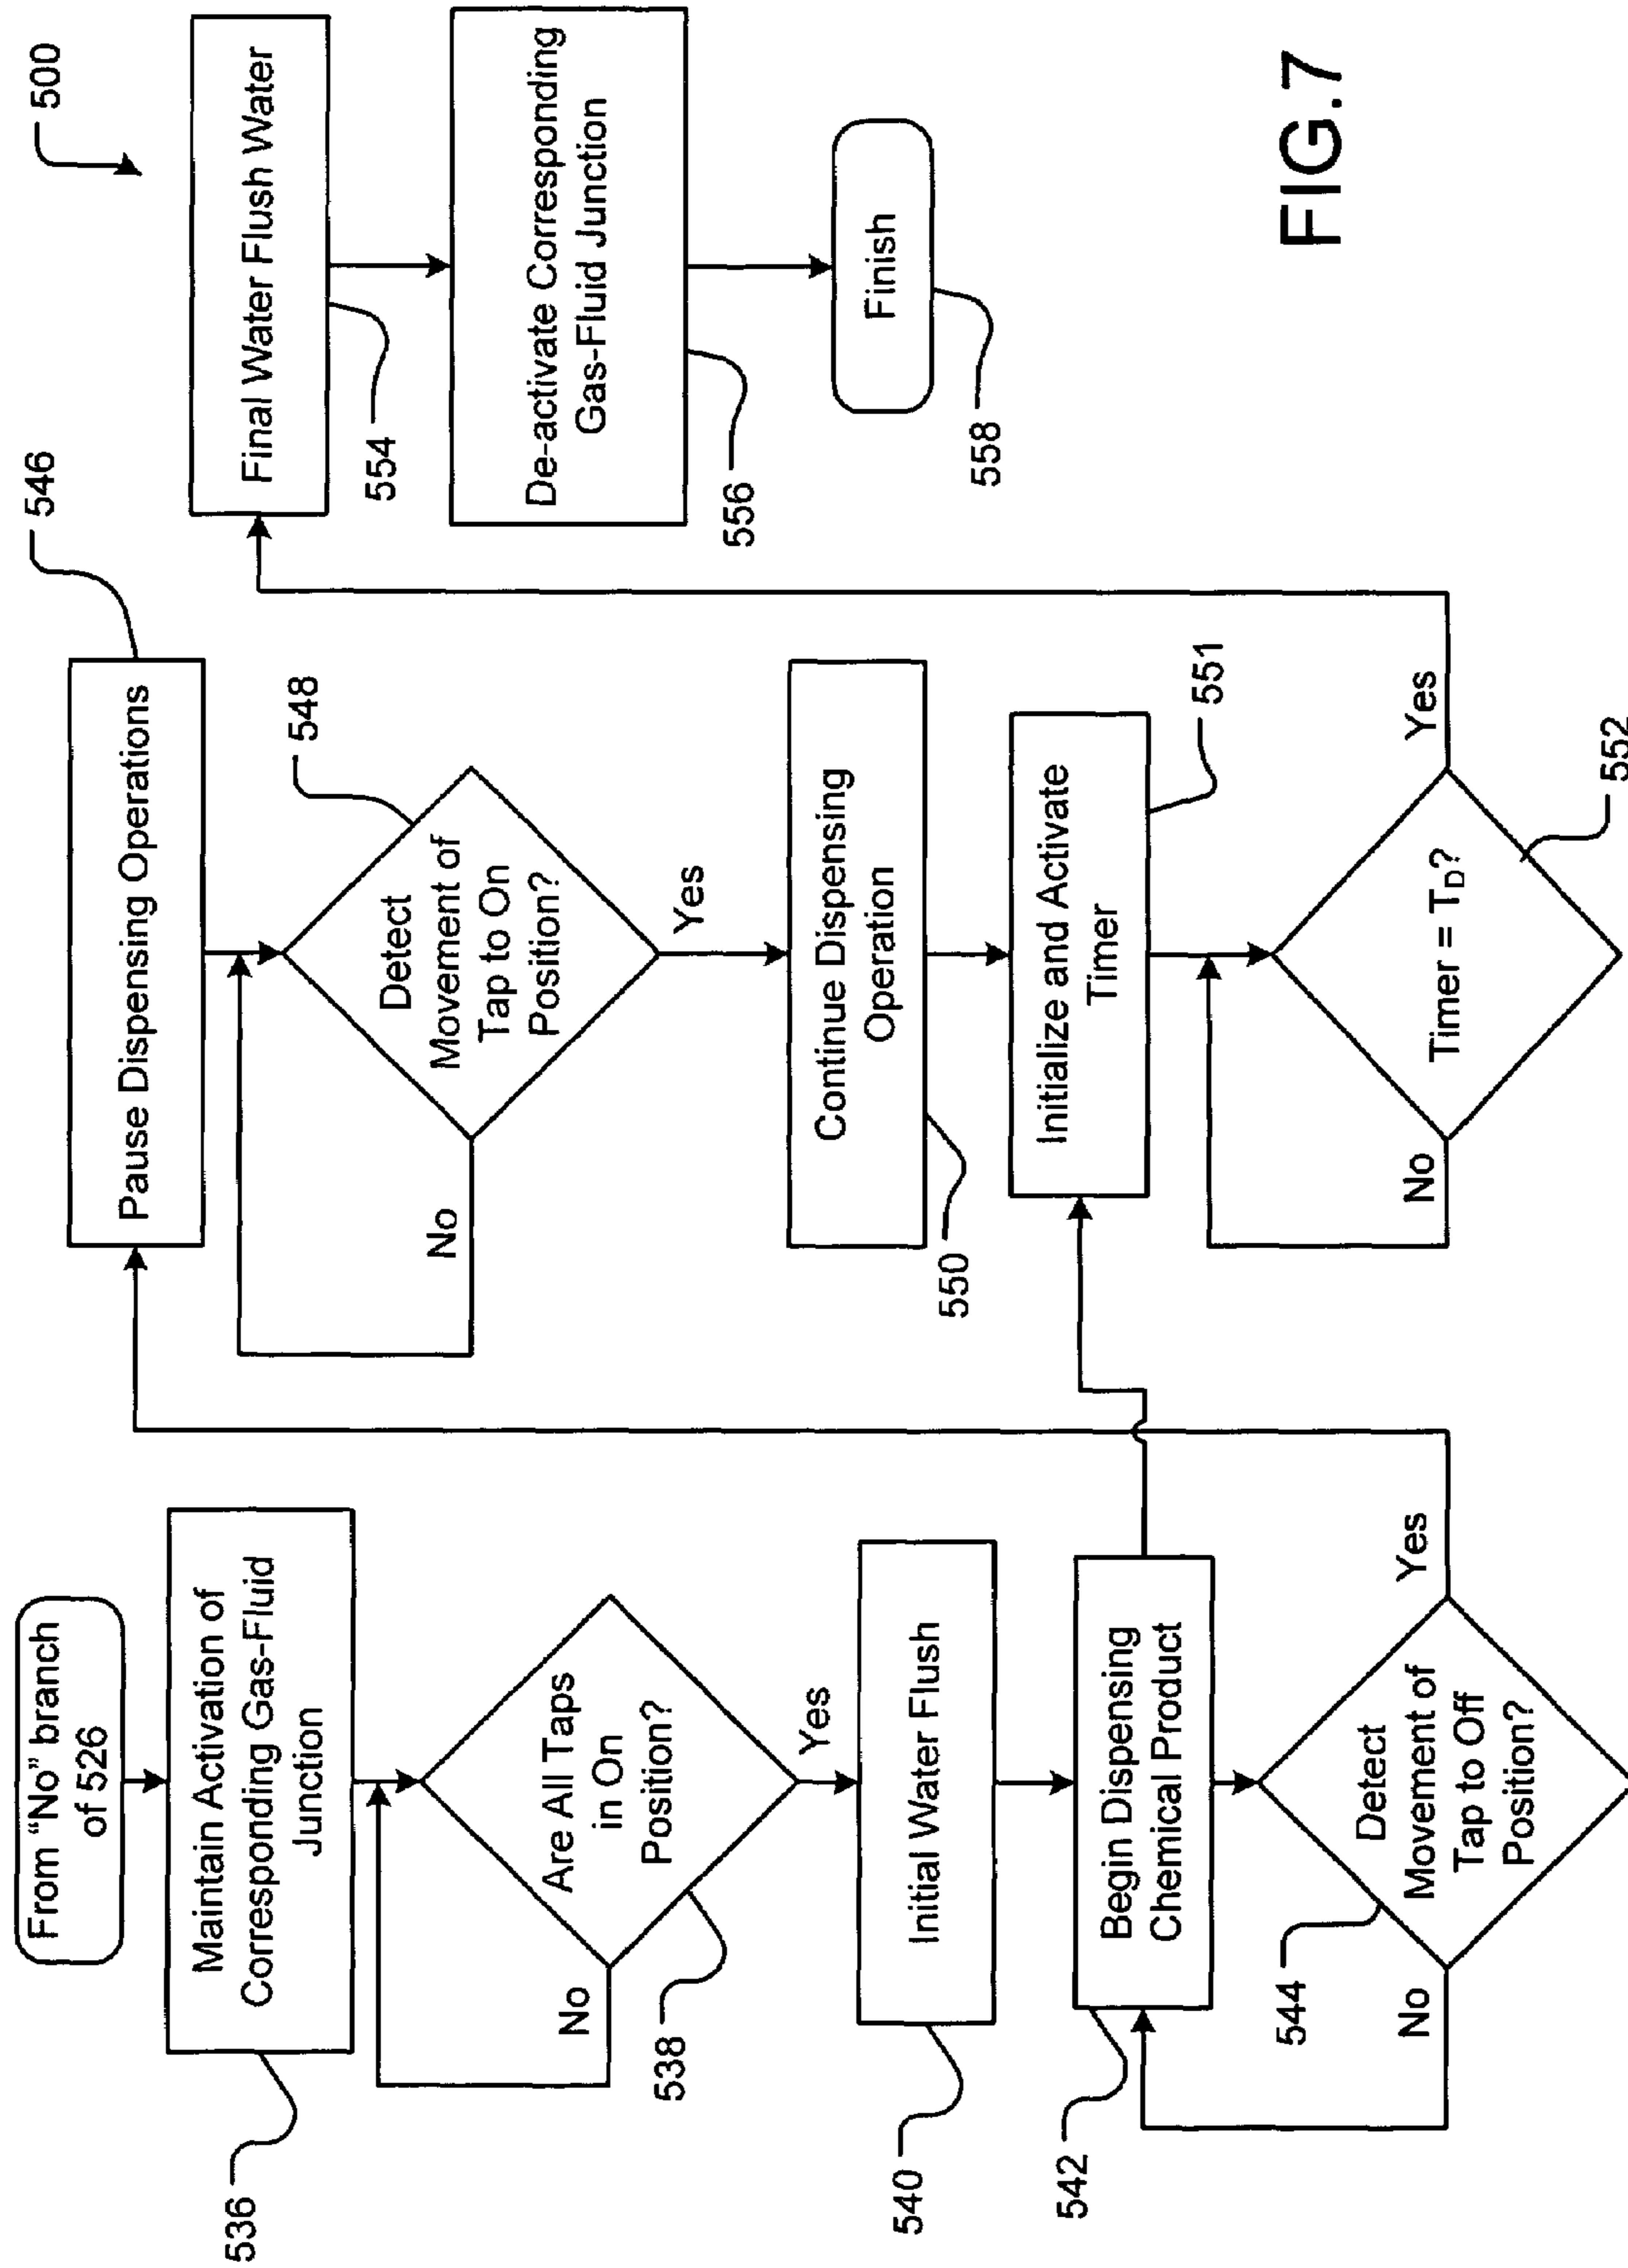 500
From "No" branch
of 526
Maintain Activation of
Corresponding Gas-Fluid
Junction
536
Are All Taps
in On
Position?
No
Yes
538
Initial Water Flush
540
Begin Dispensing
Chemical Product
542
Detect
Movement of
Tap to Off
Position?
544
No
Yes
Pause Dispensing Operations
546
Detect
Movement of
Tap to On
Position?
548
No
Yes
Continue Dispensing
Operation
550
Initialize and Activate
Timer
551
Timer = TD?
552
No
Yes
Final Water Flush Water
554
De-activate Corresponding
Gas-Fluid Junction
556
Finish
558
FIG.7